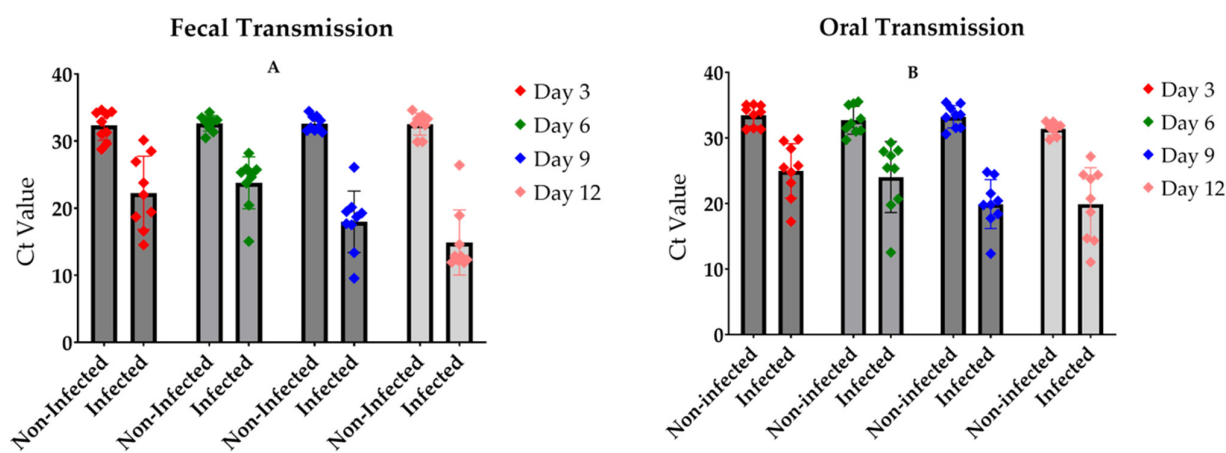 Fecal Transmission
A
Ct Value
40
30
20
10
0
Non-Infected
Infected
Non-Infected
Infected
Non-Infected
Infected
Non-Infected
Infected
Day 3
Day 6
Day 9
Day 12
Oral Transmission
B
Ct Value
40
30
20
10
0
Non-infected
Infected
Non-infected
Infected
Non-infected
Infected
Non-infected
Infected
Day 3
Day 6
Day 9
Day 12